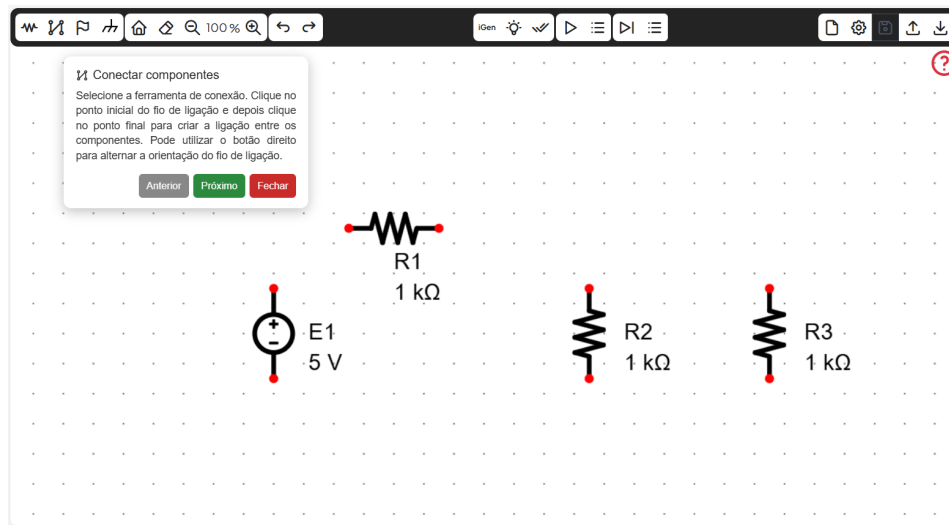 100 %
iGen
Conectar componentes
Selecione a ferramenta de conexão. Clique no
ponto inicial do fio de ligação e depois clique
no ponto final para criar a ligação entre os
componentes. Pode utilizar o botão direito
para alternar a orientação do fio de ligação.
Anterior Próximo Fechar
R1
1 kΩ
E1
5 V
R2
1 kΩ
R3
1 kΩ